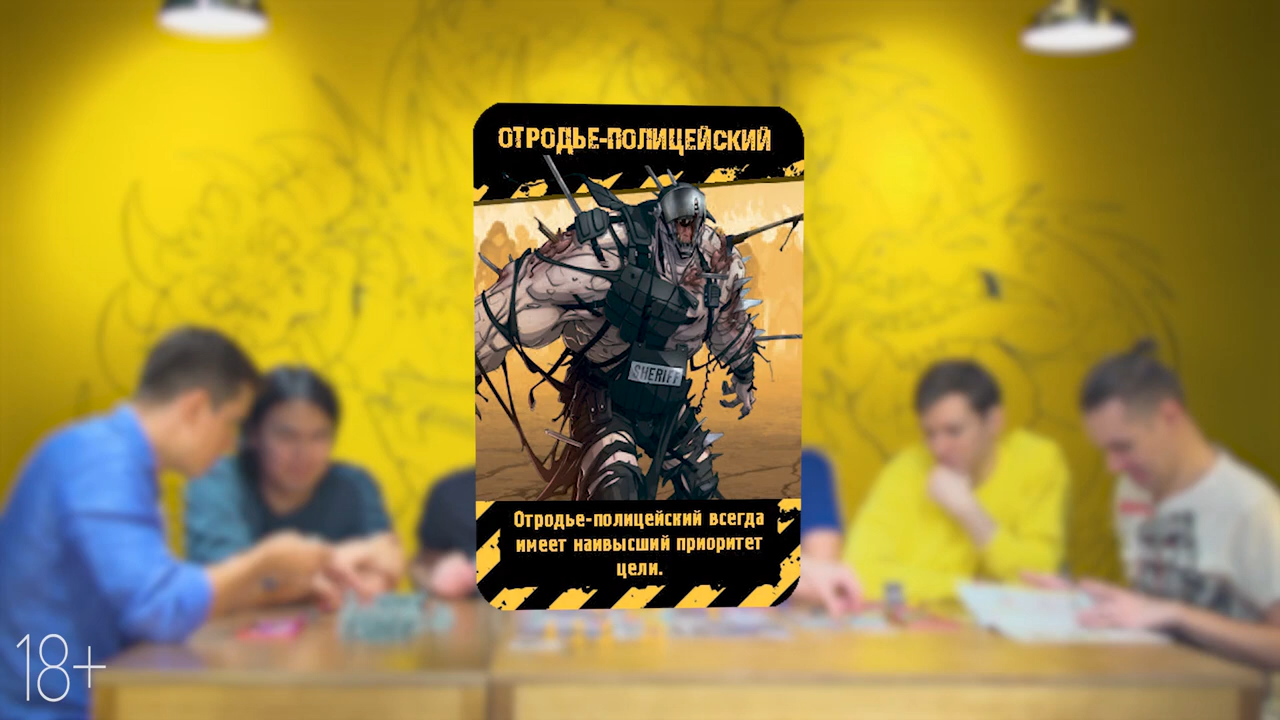 ОТРОДЬЕ-ПОЛИЦЕЙСКИЙ
SHERIFF
Отродье-полицейский всегда
имеет наивысший приоритет
цели.
18+